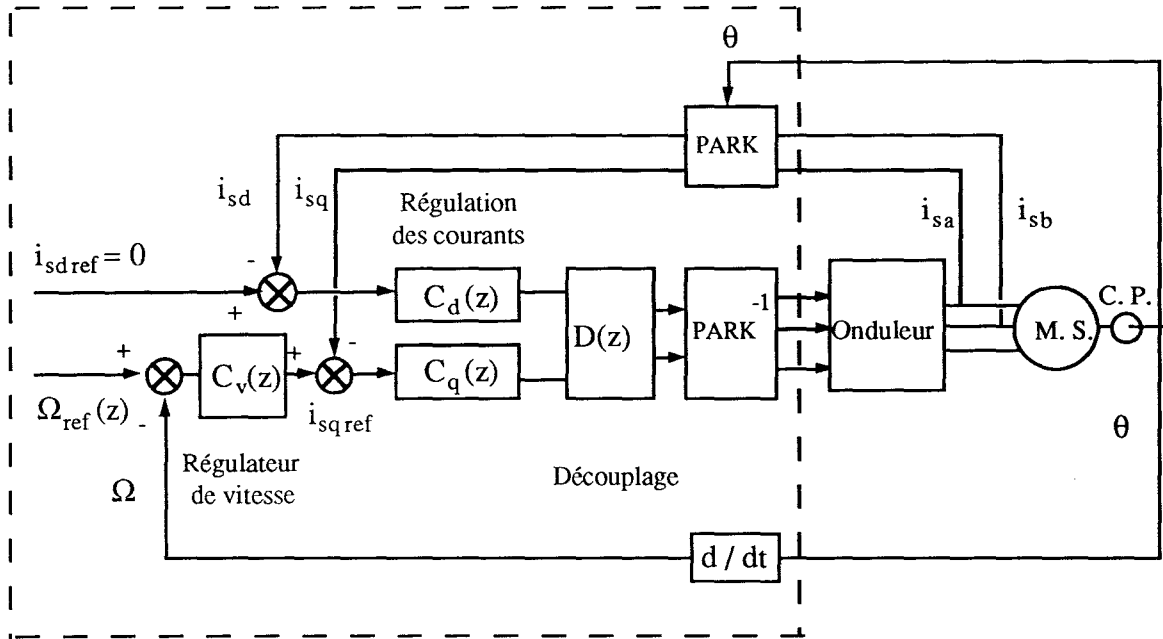 θ
PARK
i_sd
i_sq
Régulation
des courants
i_sa
i_sb
i_sd ref = 0
-
+
C_d(z)
D(z)
PARK
-1
Onduleur
M. S.
C. P.
+
C_v(z)
+
-
C_q(z)
Ω_ref(z)
-
i_sq ref
θ
Régulateur
de vitesse
Ω
Découplage
d / dt